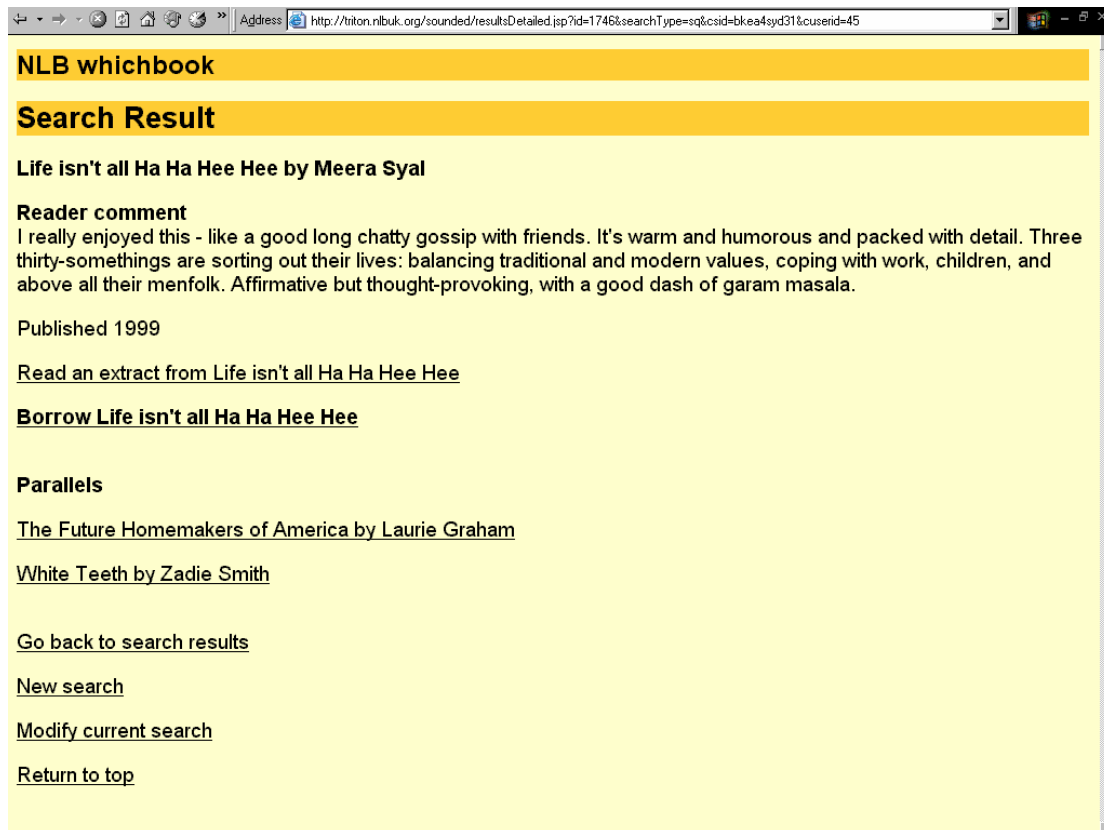 Address http://triton.nlbuk.org/sounded/resultsDetailed.jsp?id=1746&searchType=sq&csid=bkea4syd31&cuserid=45
NLB whichbook
Search Result
Life isn't all Ha Ha Hee Hee by Meera Syal
Reader comment
I really enjoyed this - like a good long chatty gossip with friends. It's warm and humorous and packed with detail. Three
thirty-somethings are sorting out their lives: balancing traditional and modern values, coping with work, children, and
above all their menfolk. Affirmative but thought-provoking, with a good dash of garam masala.
Published 1999
Read an extract from Life isn't all Ha Ha Hee Hee
Borrow Life isn't all Ha Ha Hee Hee
Parallels
The Future Homemakers of America by Laurie Graham
White Teeth by Zadie Smith
Go back to search results
New search
Modify current search
Return to top